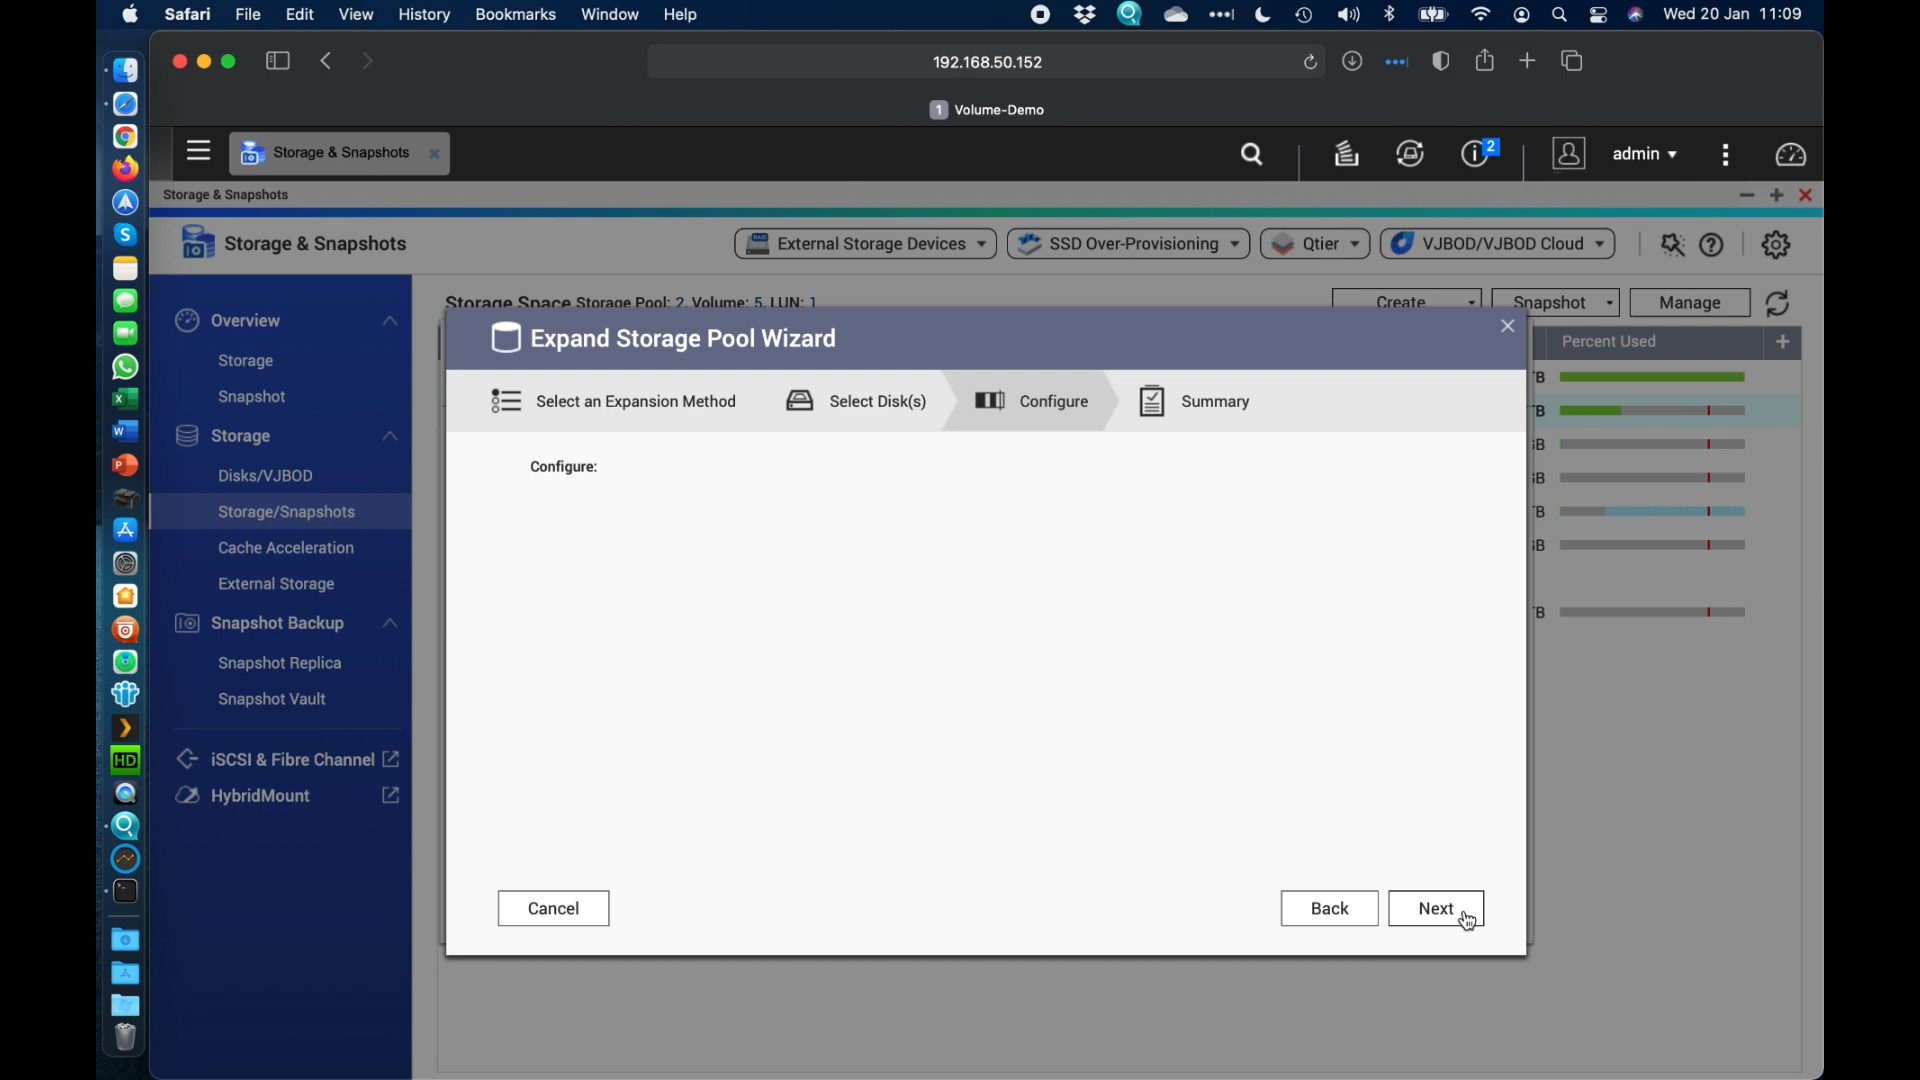 Safari File Edit View History Bookmarks Window Help Wed 20 Jan 11:09
192.168.50.152
1 Volume-Demo
Storage & Snapshots 2 admin
Storage & Snapshots
Storage & Snapshots External Storage Devices SSD Over-Provisioning Qtier VJBOD/VJBOD Cloud
Storage Space Storage Pool: 2, Volume: 5, LUN: 1 Create Snapshot Manage
Overview
Storage
Snapshot
Storage
Disks/VJBOD
Storage/Snapshots
Cache Acceleration
External Storage
Snapshot Backup
Snapshot Replica
Snapshot Vault
iSCSI & Fibre Channel
HybridMount
Expand Storage Pool Wizard
Percent Used
Select an Expansion Method Select Disk(s) Configure Summary
Configure:
Cancel Back Next
HD